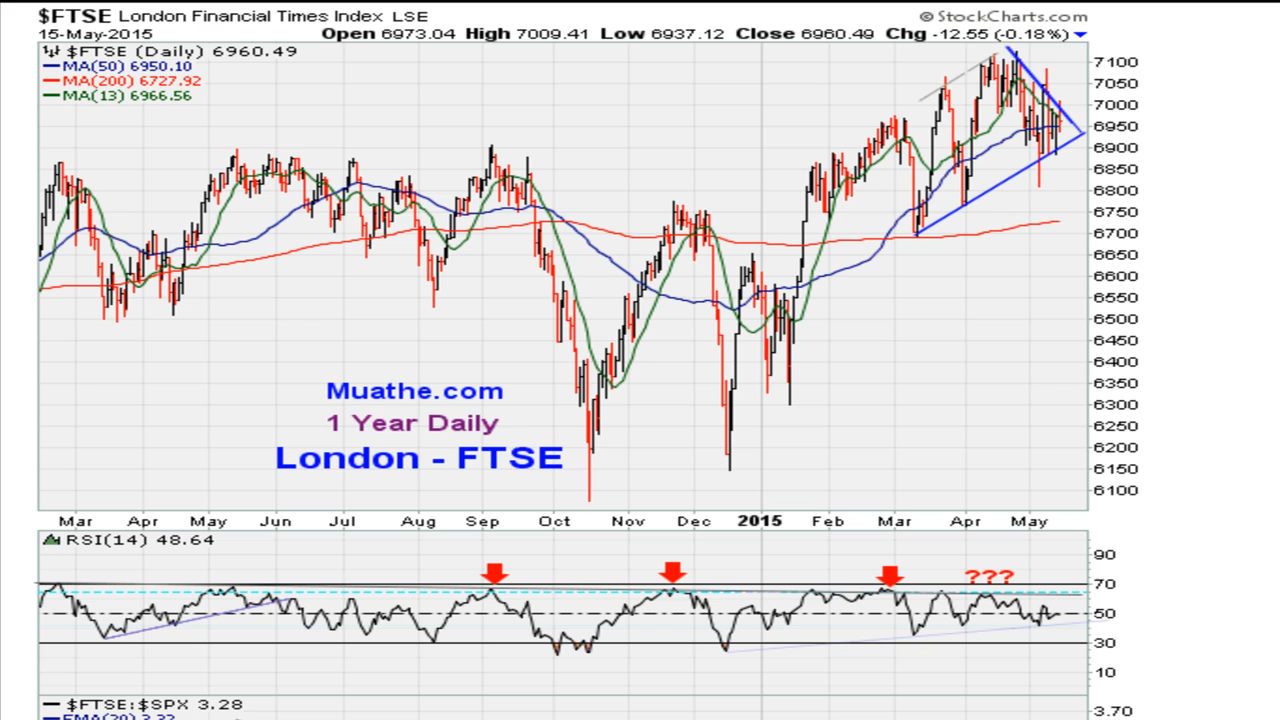 $FTSE London Financial Times Index LSE © StockCharts.com
15-May-2015 Open 6973.04 High 7009.41 Low 6937.12 Close 6960.49 Chg -12.55 (-0.18%)
$FTSE (Daily) 6960.49
MA(50) 6950.10
MA(200) 6727.92
MA(13) 6966.56
7100
7050
7000
6950
6900
6850
6800
6750
6700
6650
6600
6550
6500
6450
6400
6350
6300
6250
6200
6150
6100
Muathe.com
1 Year Daily
London - FTSE
Mar Apr May Jun Jul Aug Sep Oct Nov Dec 2015 Feb Mar Apr May
RSI(14) 48.64
???
90
70
50
30
10
$FTSE:$SPX 3.28
3.70